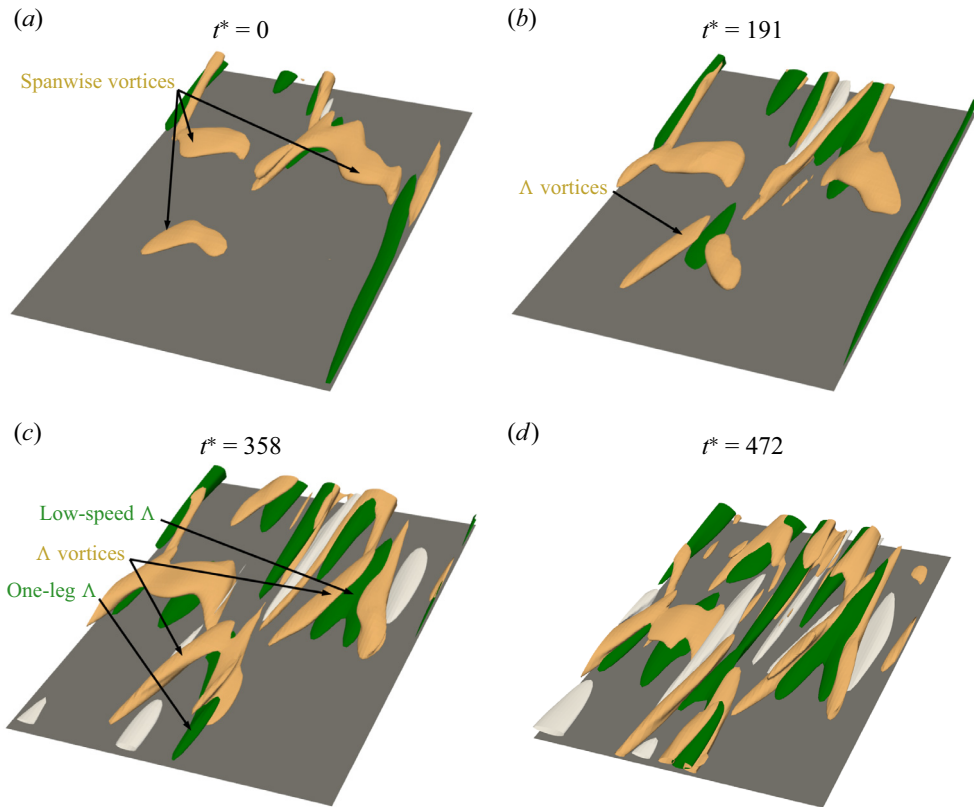 (a)
t* = 0
(b)
t* = 191
Spanwise vortices
Λ vortices
(c)
t* = 358
(d)
t* = 472
Low-speed Λ
Λ vortices
One-leg Λ